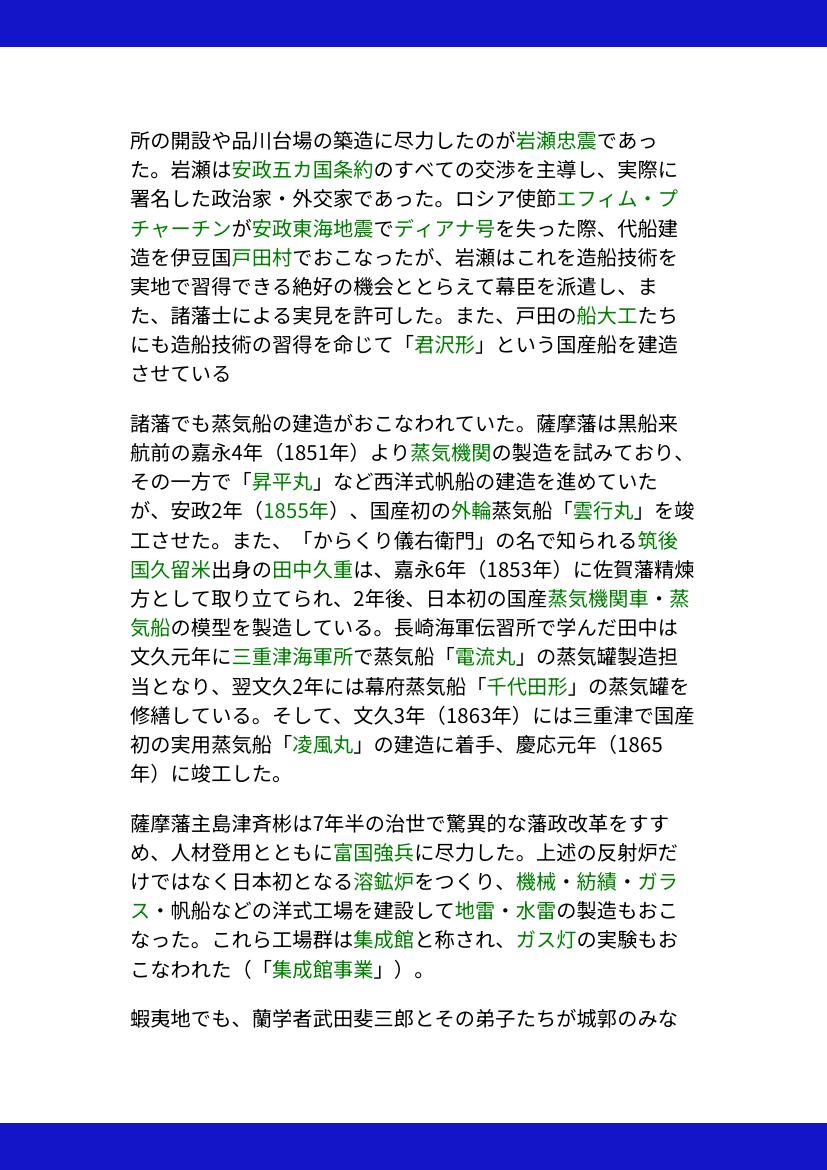 所の開設や品川台場の築造に尽力したのが岩瀬忠震であっ
た。岩瀬は安政五カ国条約のすべての交渉を主導し、実際に
署名した政治家・外交家であった。ロシア使節エフィム・プ
チャーチンが安政東海地震でディアナ号を失った際、代船建
造を伊豆国戸田村でおこなったが、岩瀬はこれを造船技術を
実地で習得できる絶好の機会ととらえて幕臣を派遣し、ま
た、諸藩士による実見を許可した。また、戸田の船大工たち
にも造船技術の習得を命じて「君沢形」という国産船を建造
させている
諸藩でも蒸気船の建造がおこなわれていた。薩摩藩は黒船来
航前の嘉永4年（1851年）より蒸気機関の製造を試みており、
その一方で「昇平丸」など西洋式帆船の建造を進めていた
が、安政2年（1855年）、国産初の外輪蒸気船「雲行丸」を竣
工させた。また、「からくり儀右衛門」の名で知られる筑後
国久留米出身の田中久重は、嘉永6年（1853年）に佐賀藩精煉
方として取り立てられ、2年後、日本初の国産蒸気機関車・蒸
気船の模型を製造している。長崎海軍伝習所で学んだ田中は
文久元年に三重津海軍所で蒸気船「電流丸」の蒸気罐製造担
当となり、翌文久2年には幕府蒸気船「千代田形」の蒸気罐を
修繕している。そして、文久3年（1863年）には三重津で国産
初の実用蒸気船「凌風丸」の建造に着手、慶応元年（1865
年）に竣工した。
薩摩藩主島津斉彬は7年半の治世で驚異的な藩政改革をすす
め、人材登用とともに富国強兵に尽力した。上述の反射炉だ
けではなく日本初となる溶鉱炉をつくり、機械・紡績・ガラ
ス・帆船などの洋式工場を建設して地雷・水雷の製造もおこ
なった。これら工場群は集成館と称され、ガス灯の実験もお
こなわれた（「集成館事業」）。
蝦夷地でも、蘭学者武田斐三郎とその弟子たちが城郭のみな